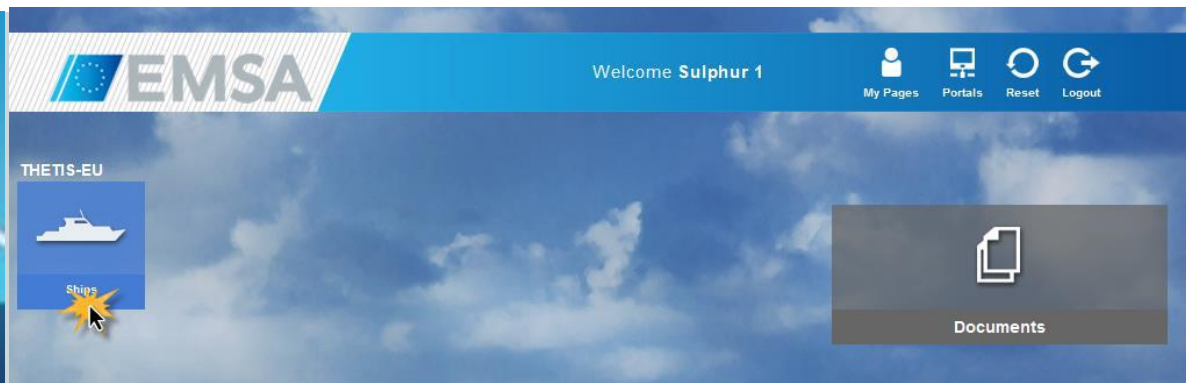 EMSA
Welcome Sulphur 1
My Pages
Portals
Reset
Logout
THETIS-EU
Ships
Documents